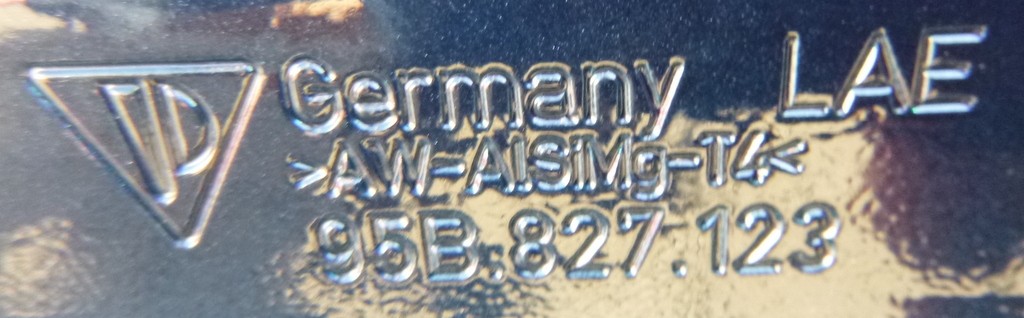 Germany LAE
>AW-AlSiMg-T4<
95B.827.123